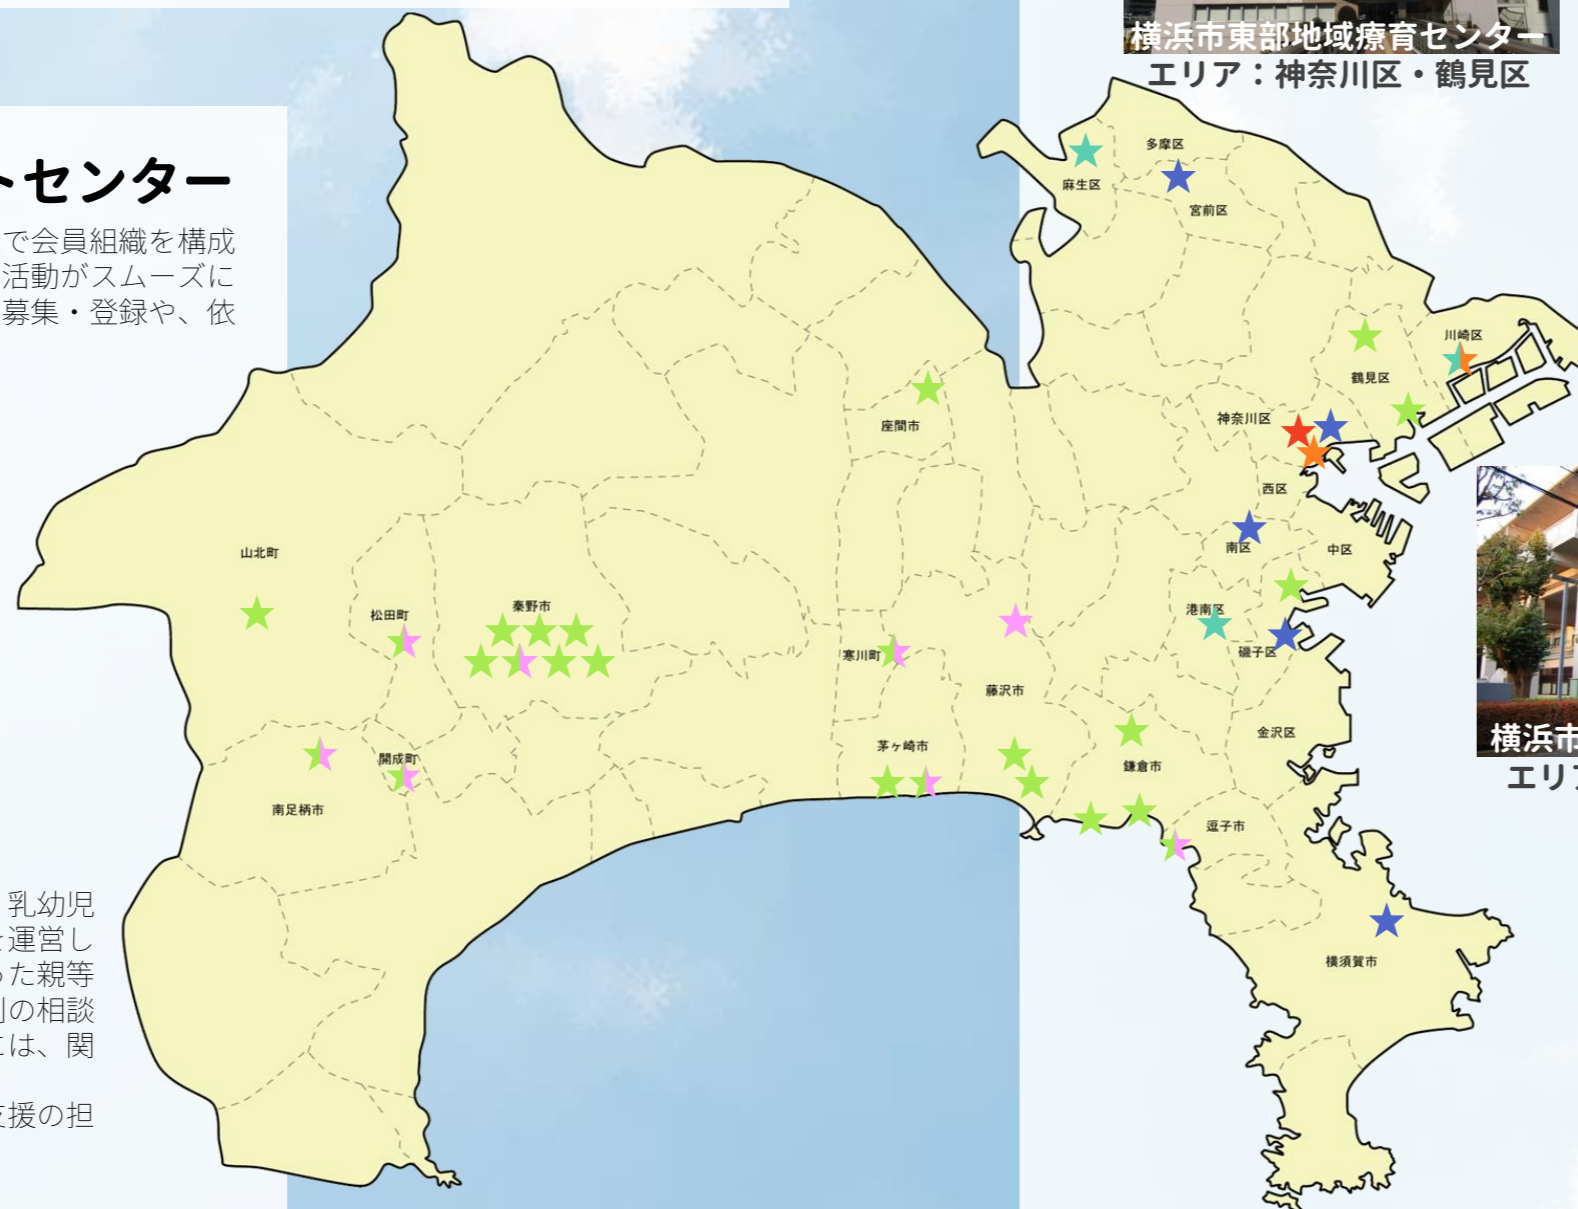 横浜市東部地域療育センター
エリア：神奈川区・鶴見区
トセンター
で会員組織を構成
活動がスムーズに
募集・登録や、依
多摩区
麻生区
宮前区
川崎区
鶴見区
神奈川区
座間市
西区
南区
中区
山北町
松田町
秦野市
港南区
磯子区
寒川町
藤沢市
金沢区
茅ヶ崎市
鎌倉市
開成町
南足柄市
逗子市
横須賀市
横浜市
エリア
乳幼児
を運営し
った親等
別の相談
には、関
支援の担